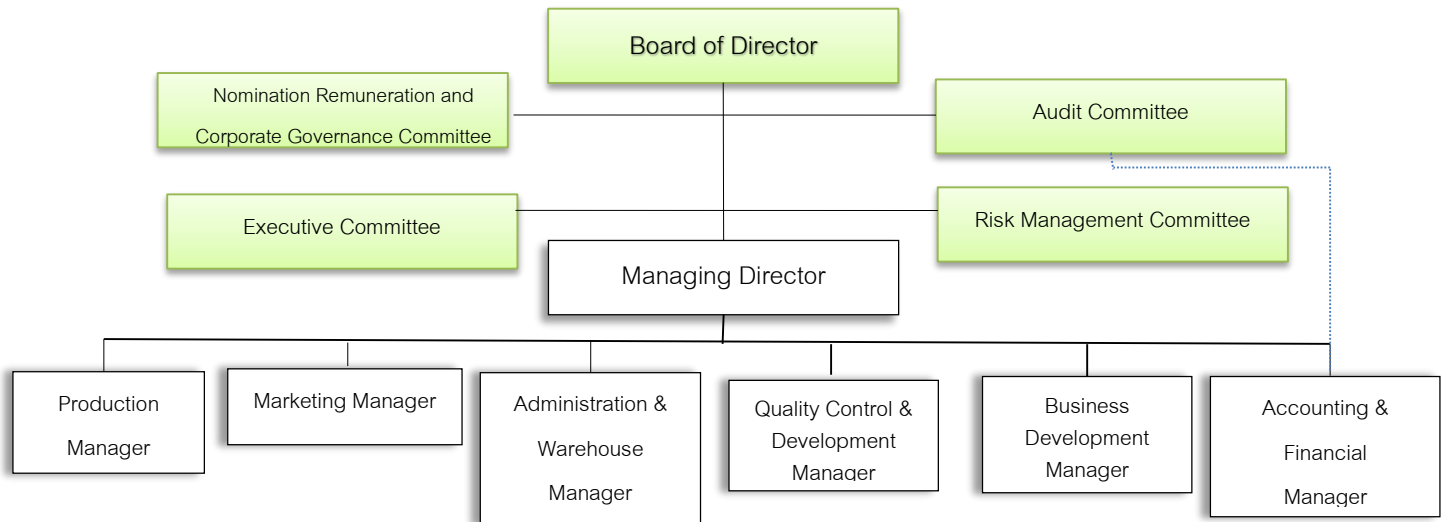 Board of Director
Nomination Remuneration and
Corporate Governance Committee
Audit Committee
Executive Committee
Risk Management Committee
Managing Director
Production
Manager
Marketing Manager
Administration &
Warehouse
Manager
Quality Control &
Development
Manager
Business
Development
Manager
Accounting &
Financial
Manager